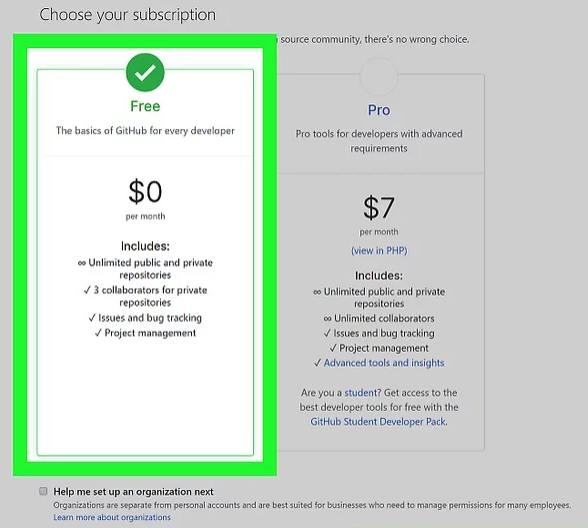 Choose your subscription
source community, there's no wrong choice.
Free
The basics of GitHub for every developer
$0
per month
Includes:
∞ Unlimited public and private
repositories
✓ 3 collaborators for private
repositories
✓ Issues and bug tracking
✓ Project management
Pro
Pro tools for developers with advanced
requirements
$7
per month
(view in PHP)
Includes:
∞ Unlimited public and private
repositories
∞ Unlimited collaborators
✓ Issues and bug tracking
✓ Project management
✓ Advanced tools and insights
Are you a student? Get access to the
best developer tools for free with the
GitHub Student Developer Pack.
Help me set up an organization next
Organizations are separate from personal accounts and are best suited for businesses who need to manage permissions for many employees.
Learn more about organizations